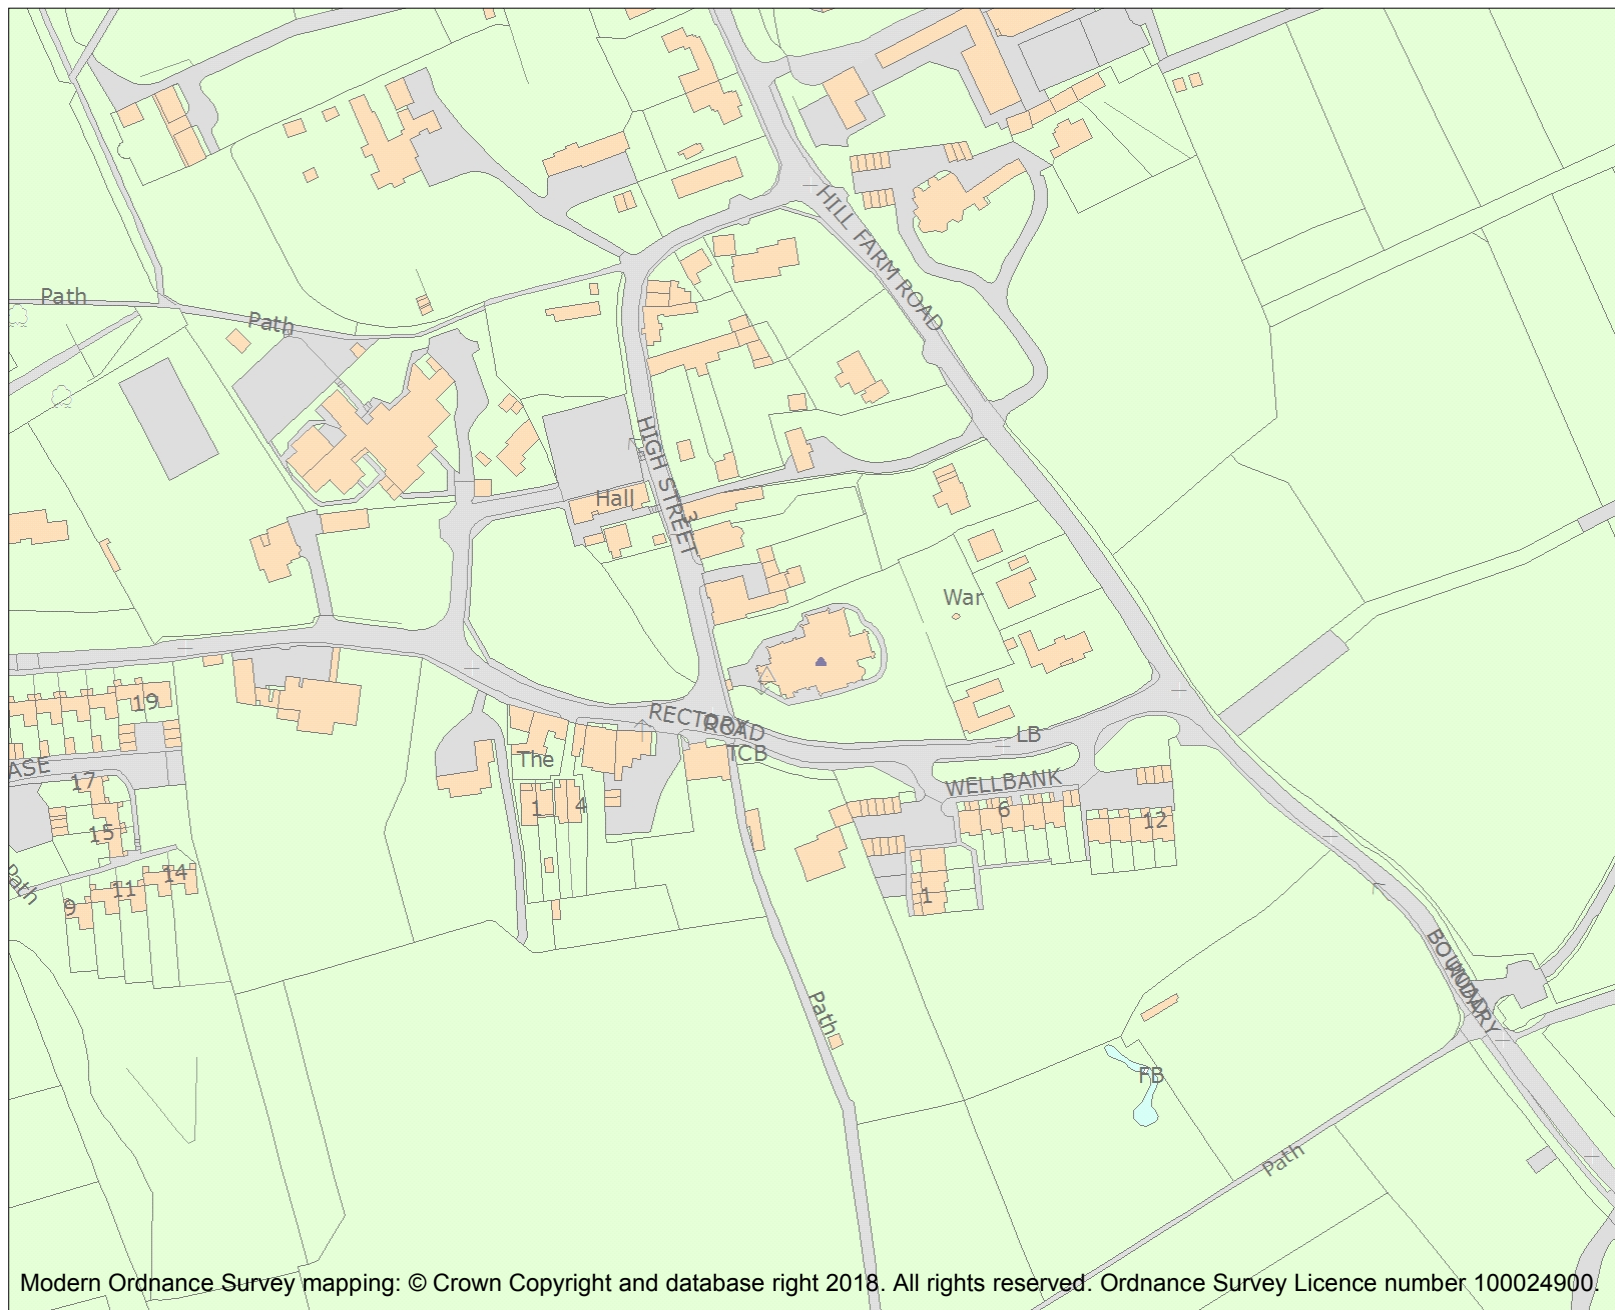 HILL FARM ROAD
Path
Path
HIGH STREET
Hall
3
War
19
RECTORY
ROAD
LB
TCB
The
ASE
17
WELLBANK
1
4
6
12
15
Path
14
11
9
1
BOUNDARY
ROAD
Path
FB
Path
Modern Ordnance Survey mapping: © Crown Copyright and database right 2018. All rights reserved. Ordnance Survey Licence number 100024900.